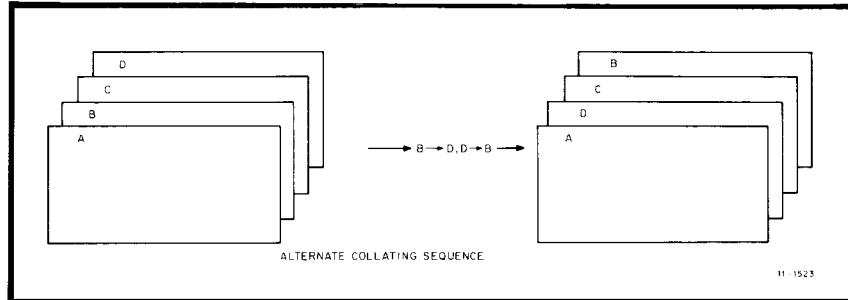 D
C
B
A
B → D, D → B
B
C
D
A
ALTERNATE COLLATING SEQUENCE
11-1523